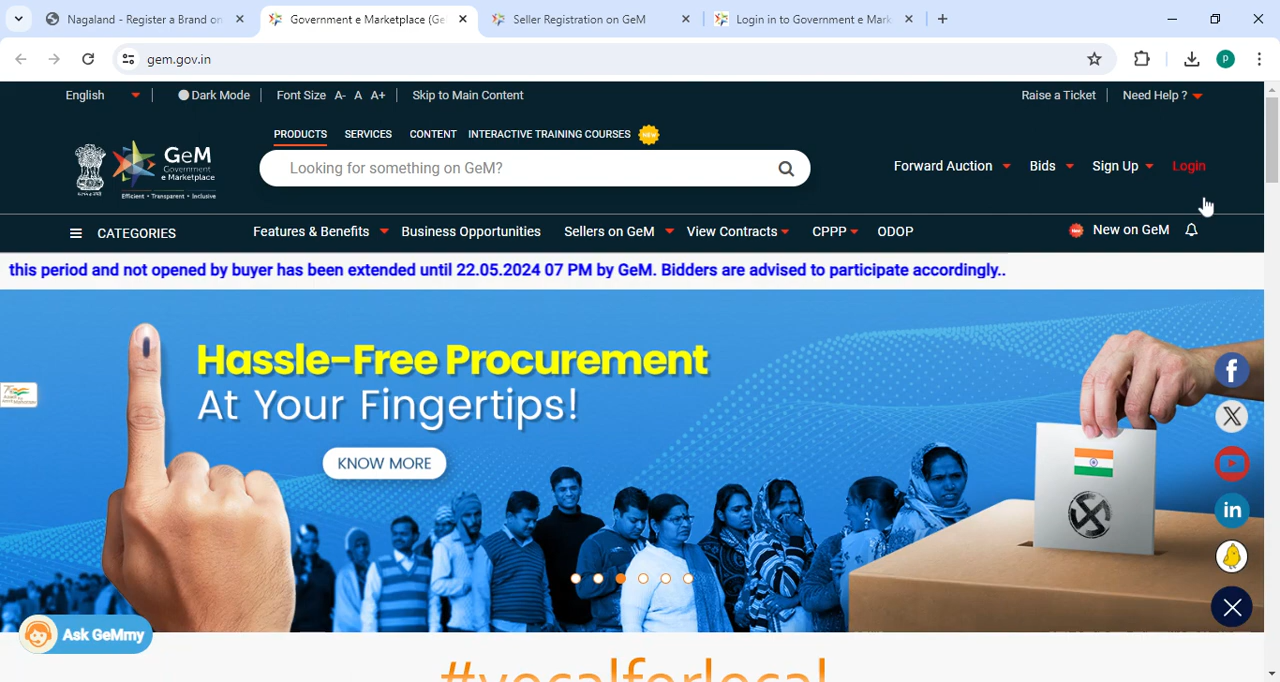 Nagaland - Register a Brand on
Government e Marketplace (Ge
Seller Registration on GeM
Login in to Government e Mark
gem.gov.in
P
English
Dark Mode
Font Size A- A A+
Skip to Main Content
Raise a Ticket
Need Help ?
PRODUCTS SERVICES CONTENT INTERACTIVE TRAINING COURSES NEW
GeM
Government
e Marketplace
Efficient • Transparent • Inclusive
Looking for something on GeM?
Forward Auction Bids Sign Up Login
CATEGORIES
Features & Benefits Business Opportunities Sellers on GeM View Contracts CPPP ODOP
New on GeM
this period and not opened by buyer has been extended until 22.05.2024 07 PM by GeM. Bidders are advised to participate accordingly..
Hassle-Free Procurement
At Your Fingertips!
KNOW MORE
f
X
in
Ask GeMmy
#vocalforlocal